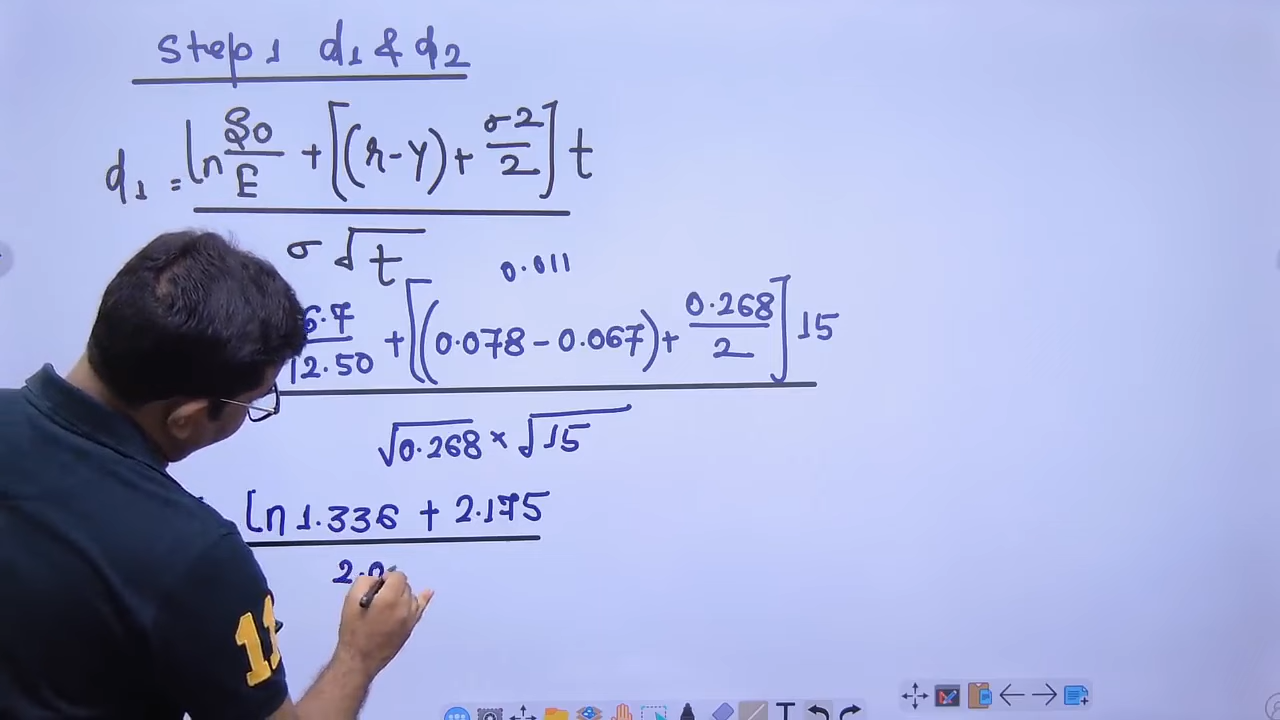 Step 1 d1 & d2
d1 = ln S0/E + [(r-y) + σ2/2] t
σ √t
0.011
6.7/12.50 + [(0.078 - 0.067) + 0.268/2] 15
√0.268 × √15
ln 1.336 + 2.175
2.0
11